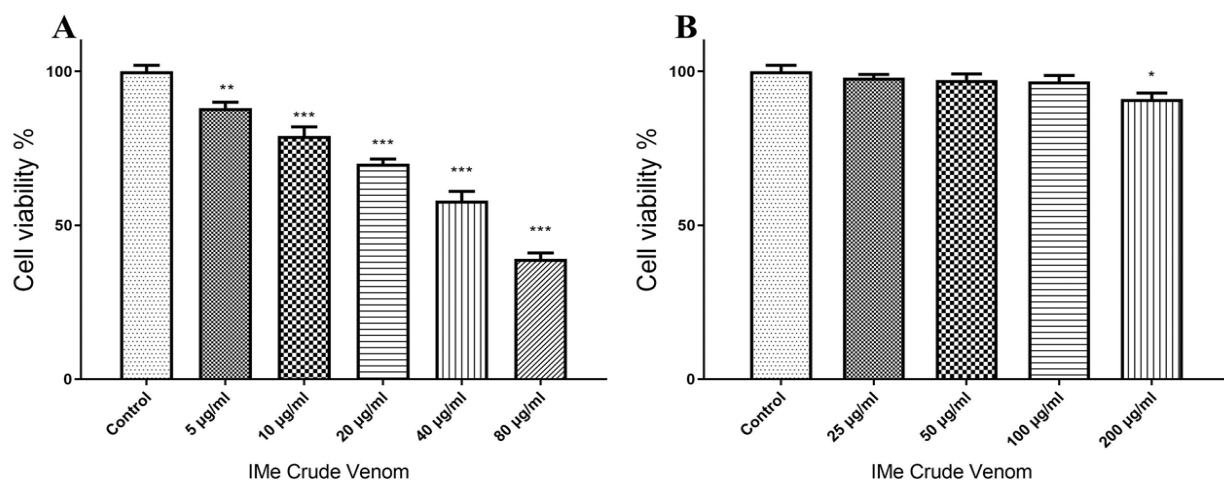 A
Cell viability %
100
50
0
**
***
***
***
***
Control
5 µg/ml
10 µg/ml
20 µg/ml
40 µg/ml
80 µg/ml
IMe Crude Venom
B
Cell viability %
100
50
0
*
Control
25 µg/ml
50 µg/ml
100 µg/ml
200 µg/ml
IMe Crude Venom